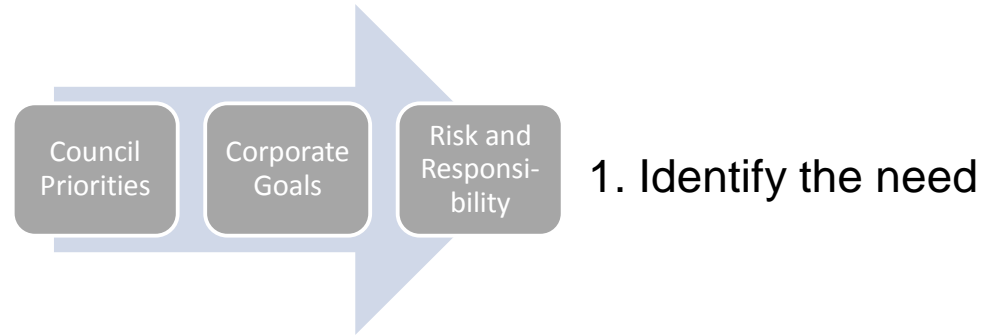 Council
Priorities
Corporate
Goals
Risk and
Responsi-
bility
1. Identify the need